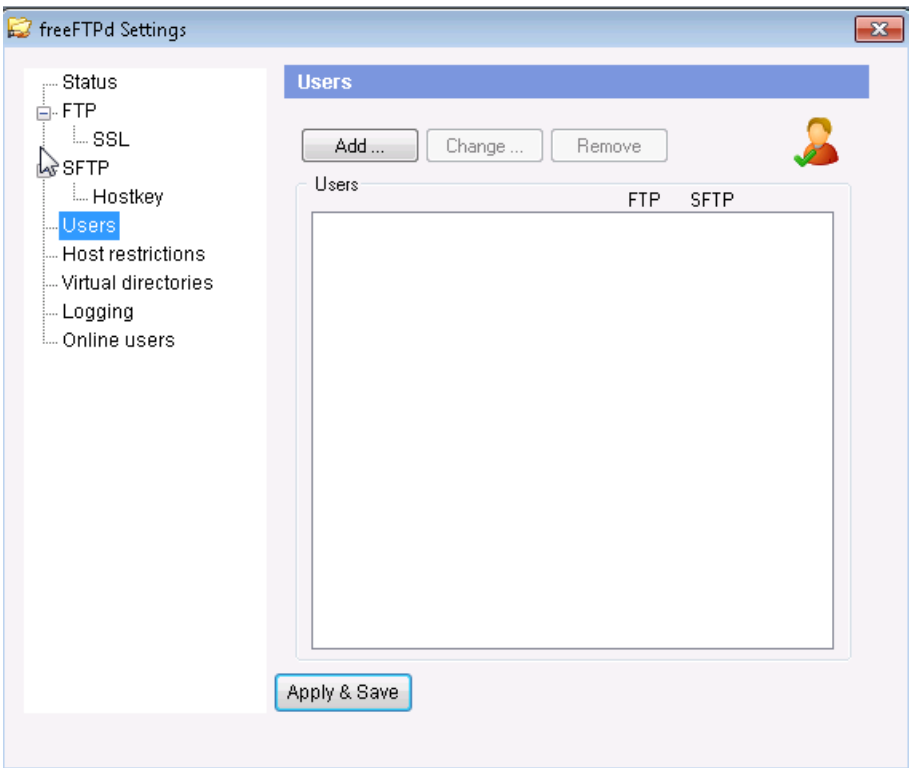 freeFTPd Settings
Status
FTP
SSL
SFTP
Hostkey
Users
Host restrictions
Virtual directories
Logging
Online users
Users
Add ... Change ... Remove
Users
FTP SFTP
Apply & Save